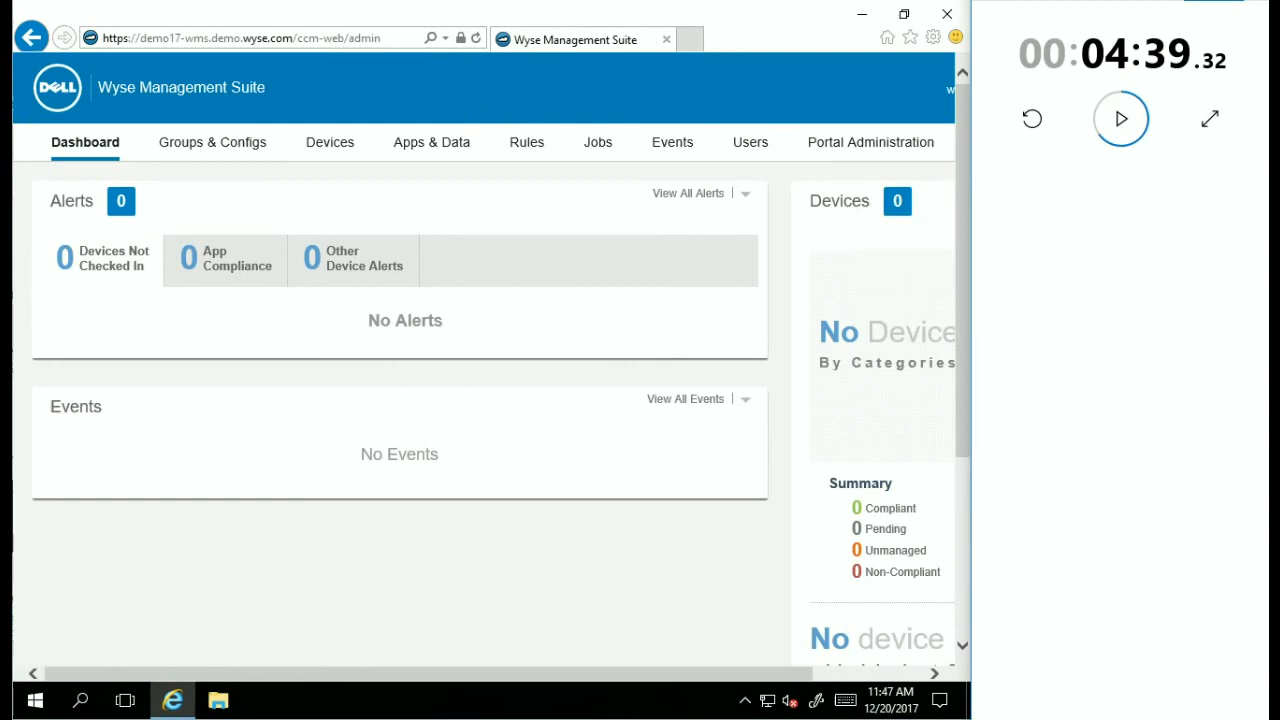 https://demo17-wms.demo.wyse.com/ccm-web/admin
Wyse Management Suite
00:04:39.32
DELL
Wyse Management Suite
w
Dashboard
Groups & Configs
Devices
Apps & Data
Rules
Jobs
Events
Users
Portal Administration
Alerts 0
View All Alerts
0 Devices Not Checked In
0 App Compliance
0 Other Device Alerts
No Alerts
Events
View All Events
No Events
Devices 0
No Device
By Categories
Summary
0 Compliant
0 Pending
0 Unmanaged
0 Non-Compliant
No device
11:47 AM
12/20/2017